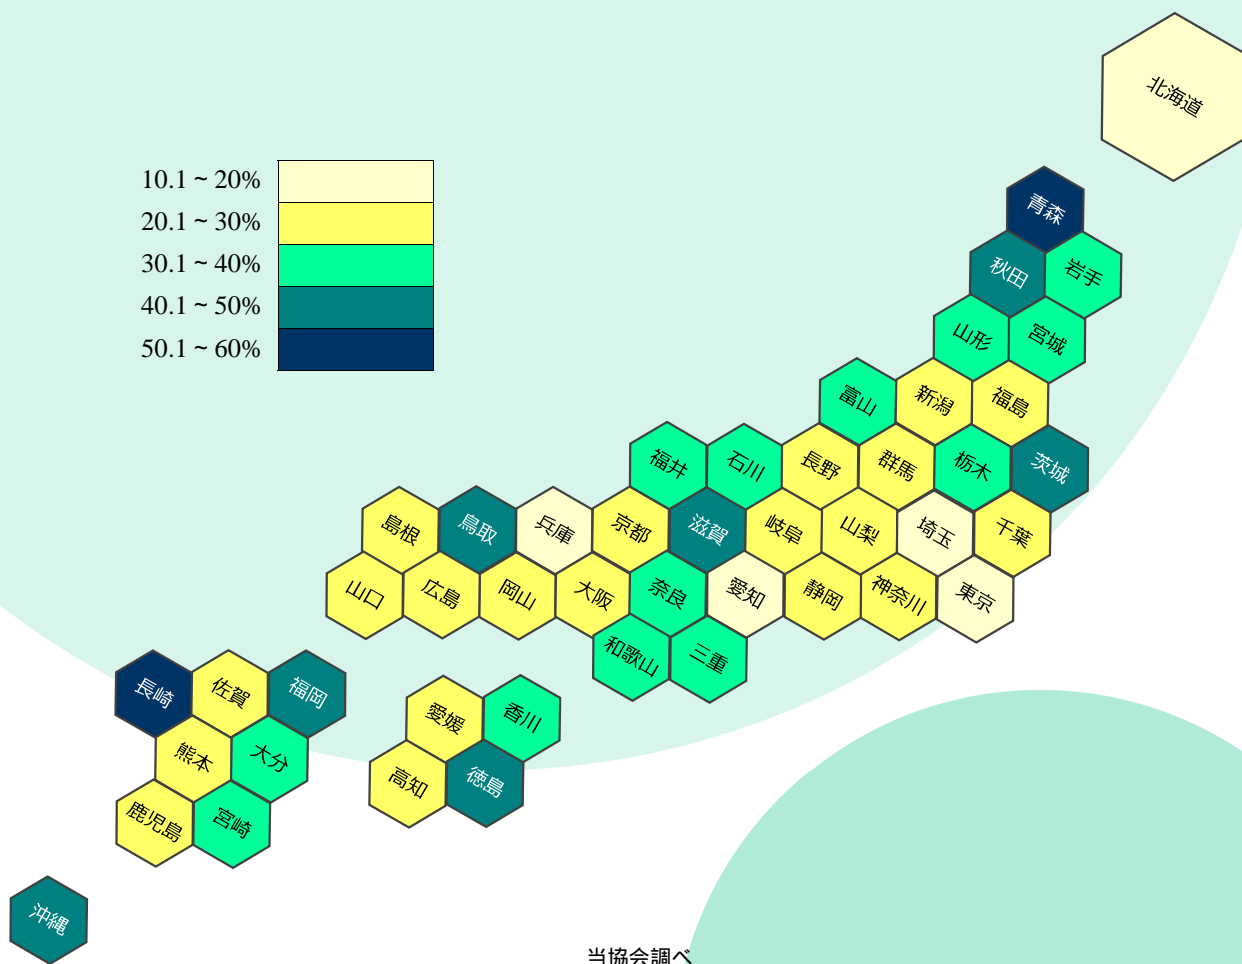 北海道
10.1 ~ 20%
20.1 ~ 30%
30.1 ~ 40%
40.1 ~ 50%
50.1 ~ 60%
青森
秋田
岩手
山形
宮城
富山
新潟
福島
福井
石川
長野
群馬
栃木
茨城
島根
鳥取
兵庫
京都
滋賀
岐阜
山梨
埼玉
千葉
山口
広島
岡山
大阪
奈良
愛知
静岡
神奈川
東京
和歌山
三重
長崎
佐賀
福岡
愛媛
香川
熊本
大分
高知
徳島
鹿児島
宮崎
沖縄
当協会調べ